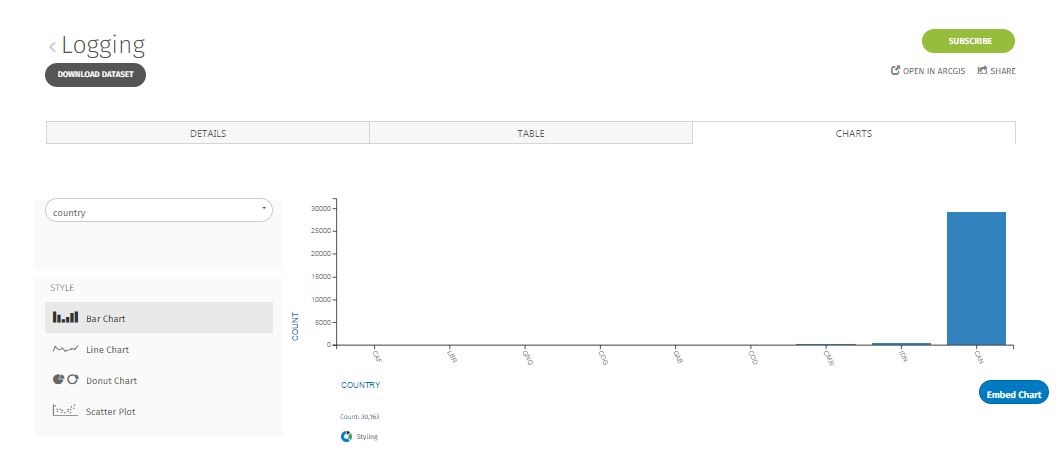 Logging
SUBSCRIBE
DOWNLOAD DATASET
OPEN IN ARCGIS SHARE
DETAILS TABLE CHARTS
country
STYLE
Bar Chart
Line Chart
Donut Chart
Scatter Plot
COUNT
30000
25000
20000
15000
10000
5000
0
CAF LBR GNQ COG GAB COD CMR IDN CAN
COUNTRY
Embed Chart
Count: 30,163
Styling